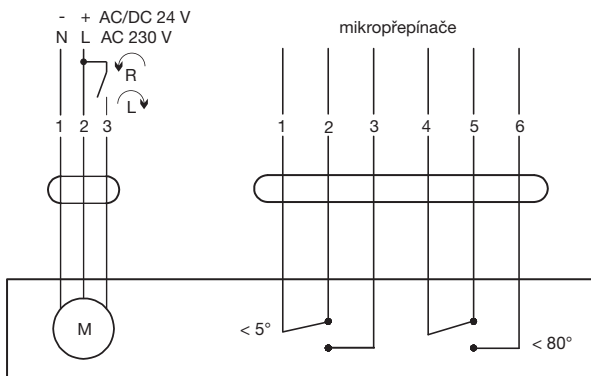 - + AC/DC 24 V
N L AC 230 V
mikropřepínače
R
L
1 2 3
1 2 3 4 5 6
M
< 5°
< 80°